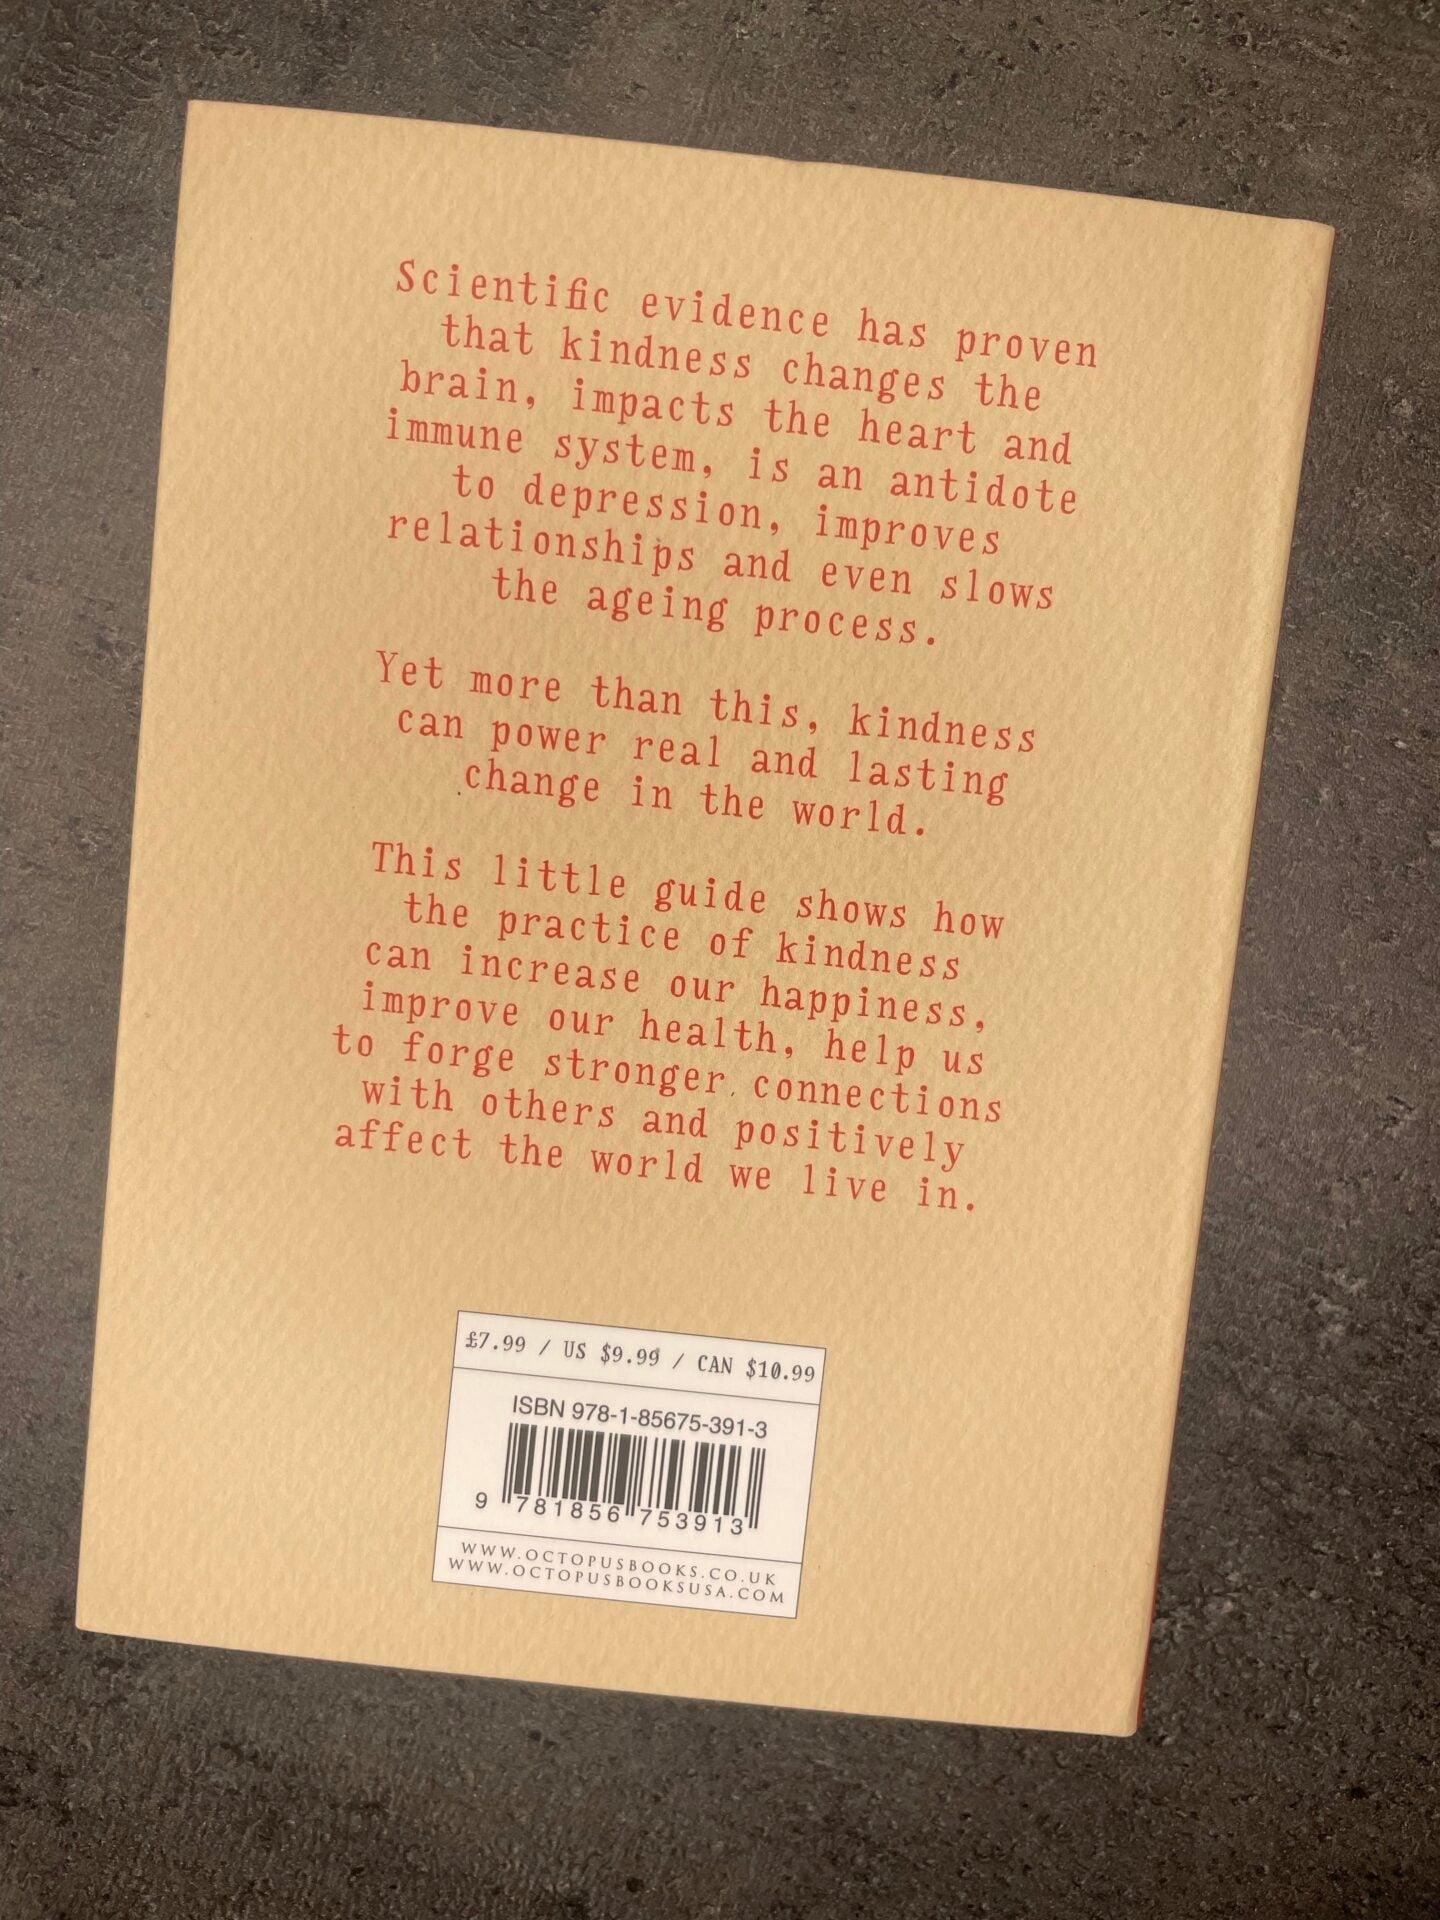 Scientific evidence has proven
that kindness changes the
brain, impacts the heart and
immune system, is an antidote
to depression, improves
relationships and even slows
the ageing process.
Yet more than this, kindness
can power real and lasting
change in the world.
This little guide shows how
the practice of kindness
can increase our happiness,
improve our health, help us
to forge stronger connections
with others and positively
affect the world we live in.
£7.99 / US $9.99 / CAN $10.99
ISBN 978-1-85675-391-3
9 781856 753913
WWW.OCTOPUSBOOKS.CO.UK
WWW.OCTOPUSBOOKSUSA.COM